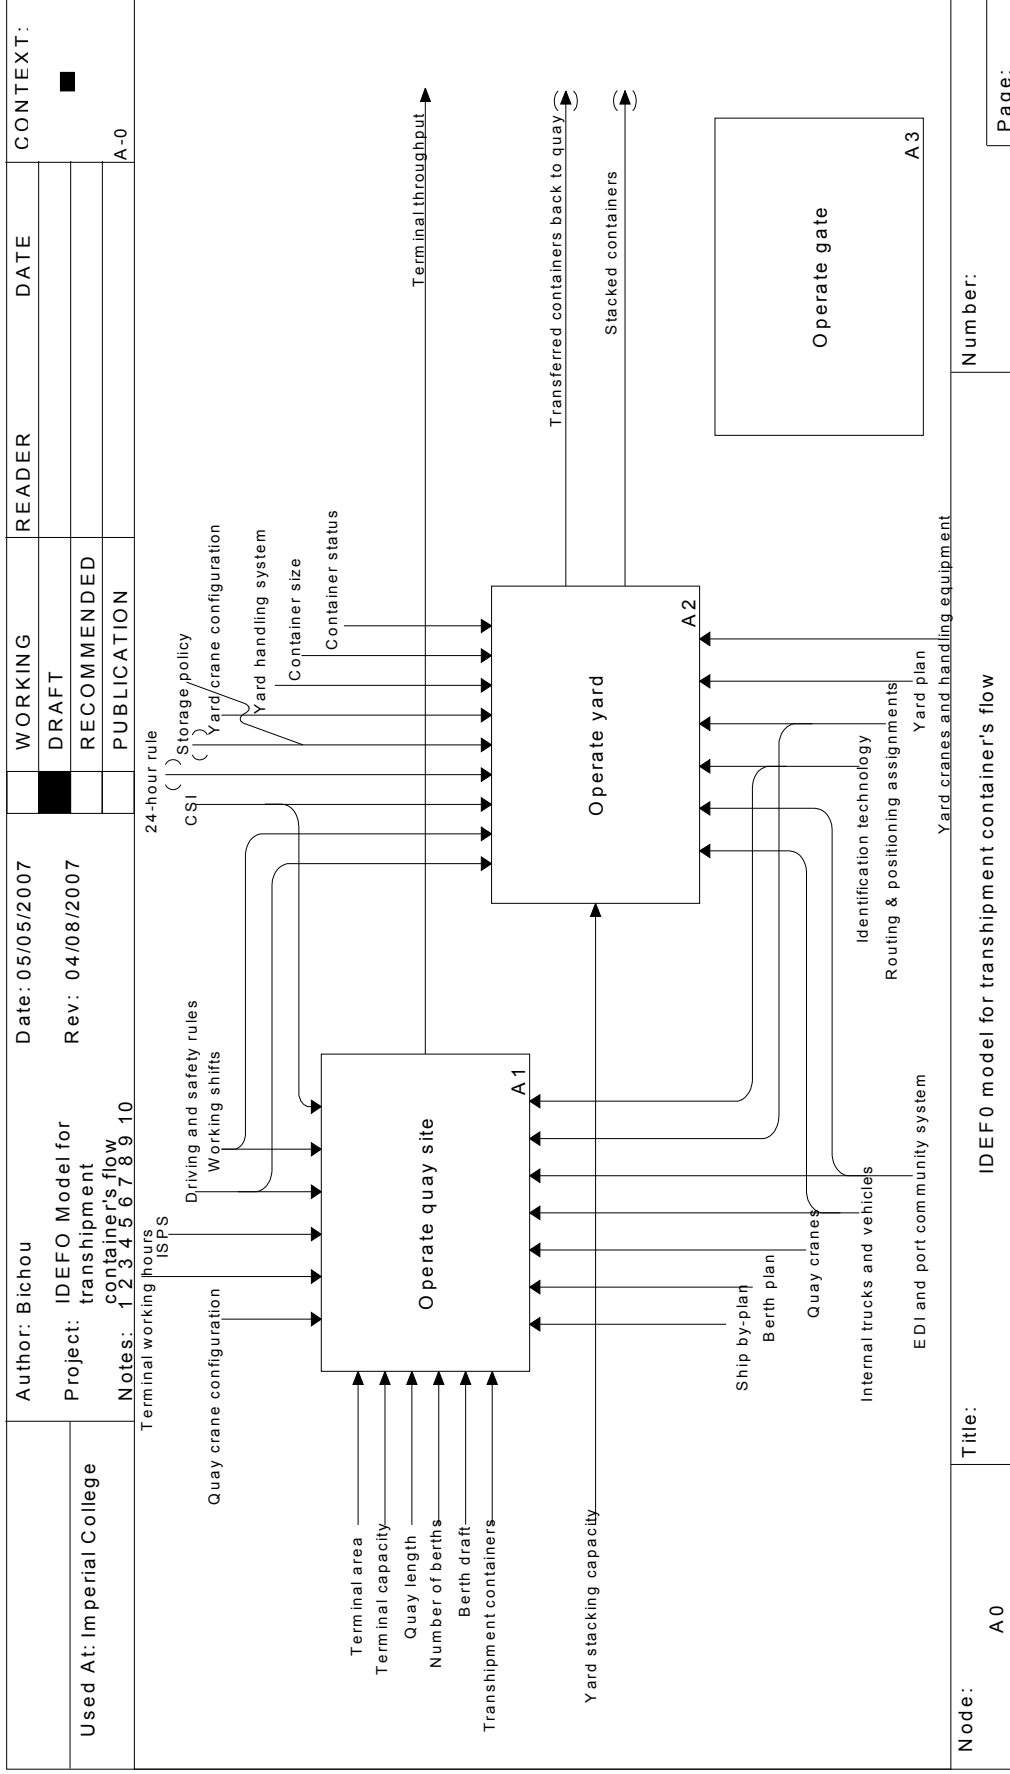 Used At: Imperial College
Author: Bichou
Date: 05/05/2007
Project: IDEFO Model for
transhipment
container's flow
Rev: 04/08/2007
Notes: 1 2 3 4 5 6 7 8 9 10
WORKING
DRAFT
RECOMMENDED
PUBLICATION
READER
DATE
CONTEXT:
A-0
Terminal working hours
ISPS
Quay crane configuration
Driving and safety rules
Working shifts
24-hour rule
CSI
Storage policy
Yard crane configuration
Yard handling system
Container size
Container status
Terminal area
Terminal capacity
Quay length
Number of berths
Berth draft
Transhipment containers
Operate quay site
A1
Terminal throughput
Yard stacking capacity
Operate yard
A2
Transferred containers back to quay
Stacked containers
Operate gate
A3
Ship by-plan
Berth plan
Quay cranes
Internal trucks and vehicles
EDI and port community system
Identification technology
Routing & positioning assignments
Yard plan
Yard cranes and handling equipment
Node:
A0
Title:
IDEF0 model for transhipment container's flow
Number:
Page: